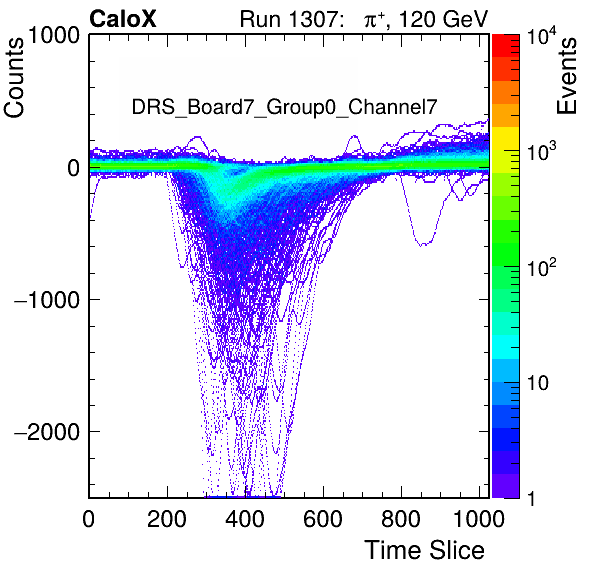 CaloX Run 1307: π⁺, 120 GeV
DRS_Board7_Group0_Channel7
Counts
1000
0
−1000
−2000
0 200 400 600 800 1000
Time Slice
Events
10⁴
10³
10²
10
1